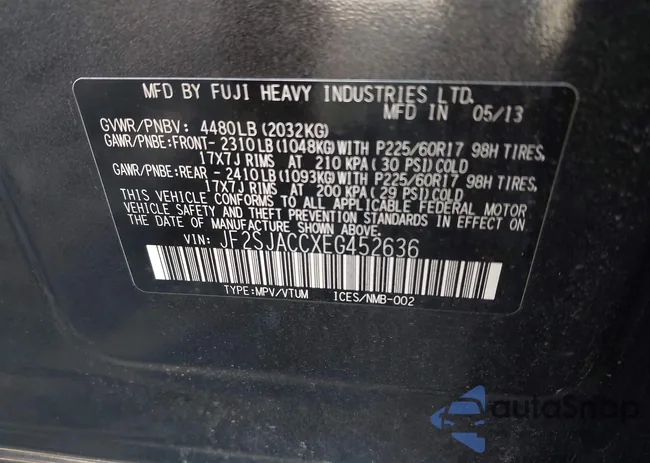 MFD BY FUJI HEAVY INDUSTRIES LTD.
MFD IN 05/13
GVWR/PNBV: 4480LB(2032KG)
GAWR/PNBE:FRONT- 2310LB(1048KG)WITH P225/60R17 98H TIRES,
17X7J RIMS AT 210 KPA(30 PSI)COLD
GAWR/PNBE:REAR - 2410LB(1093KG)WITH P225/60R17 98H TIRES,
17X7J RIMS AT 200 KPA(29 PSI)COLD
THIS VEHICLE CONFORMS TO ALL APPLICABLE FEDERAL MOTOR
VEHICLE SAFETY AND THEFT PREVENTION STANDARDS IN EFFECT ON
THE DATE OF MANUFACTURE SHOWN ABOVE.
VIN: JF2SJACCXEG452636
TYPE:MPV/VTUM ICES/NMB-002
autoSnap